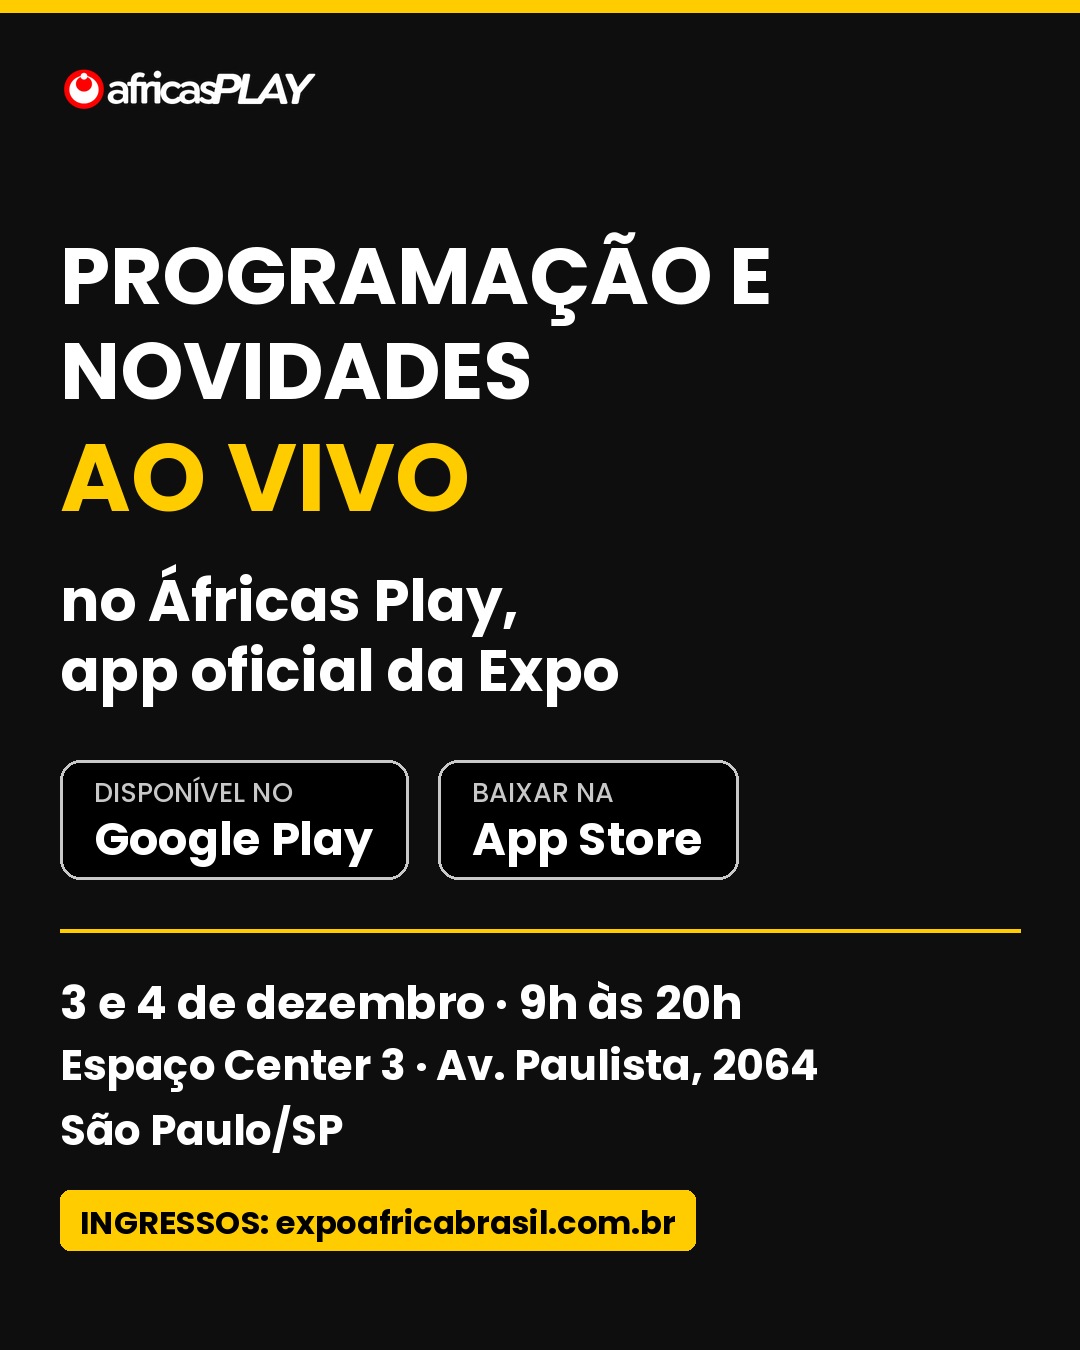 africasPLAY
PROGRAMAÇÃO E
NOVIDADES
AO VIVO
no Áfricas Play,
app oficial da Expo
DISPONÍVEL NO
Google Play
BAIXAR NA
App Store
3 e 4 de dezembro · 9h às 20h
Espaço Center 3 · Av. Paulista, 2064
São Paulo/SP
INGRESSOS: expoafricabrasil.com.br